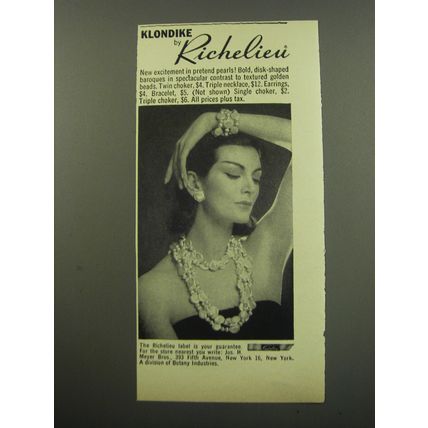 KLONDIKE
by
Richelieu
New excitement in pretend pearls! Bold, disk-shaped
baroques in spectacular contrast to textured golden
beads. Twin choker, $4. Triple necklace, $12. Earrings,
$4. Bracelet, $5. (Not shown) Single choker, $2.
Triple choker, $6. All prices plus tax.
The Richelieu label is your guarantee
For the store nearest you write: Jos. H.
Meyer Bros., 393 Fifth Avenue, New York 16, New York.
A division of Botany Industries.